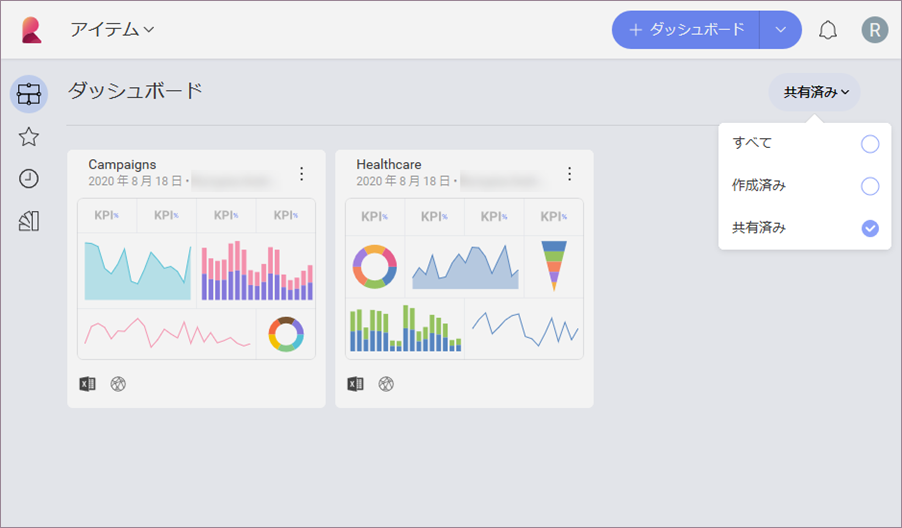 アイテム
+ ダッシュボード
R
ダッシュボード
共有済み
すべて
作成済み
共有済み
Campaigns
2020 年 8 月 18 日 •
KPI% KPI% KPI% KPI%
Healthcare
2020 年 8 月 18 日 •
KPI% KPI% KPI% KPI%